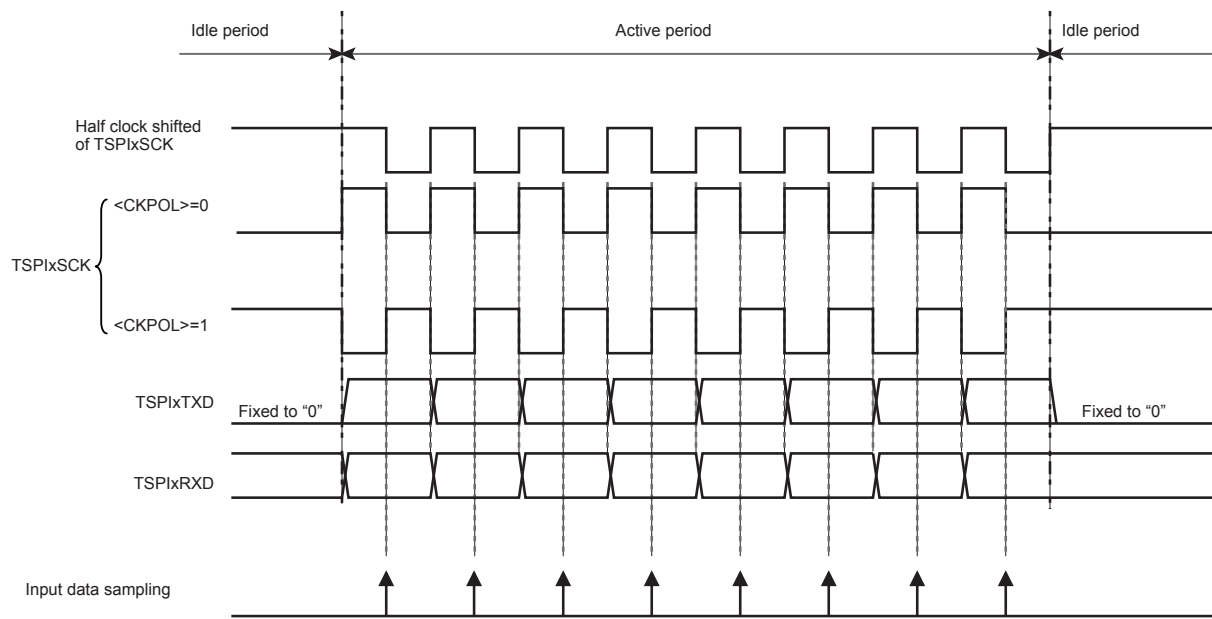 Idle period
Active period
Idle period
Half clock shifted
of TSPIxSCK
<CKPOL>=0
TSPIxSCK
<CKPOL>=1
TSPIxTXD
Fixed to “0”
Fixed to “0”
TSPIxRXD
Input data sampling